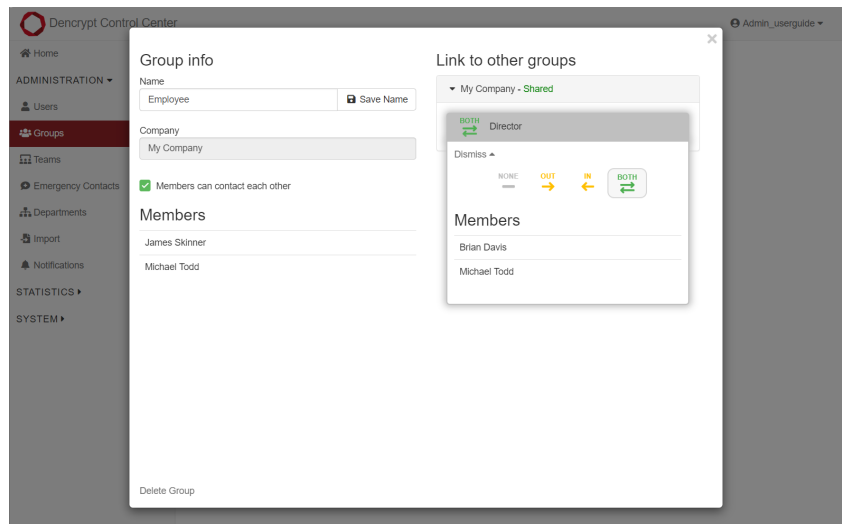 Dencrypt Control Center
Admin_userguide
Home
ADMINISTRATION
Users
Groups
Teams
Emergency Contacts
Departments
Import
Notifications
STATISTICS
SYSTEM
×
Group info
Name
Employee
Save Name
Company
My Company
Members can contact each other
Members
James Skinner
Michael Todd
Delete Group
Link to other groups
My Company - Shared
BOTH
Director
Dismiss
NONE OUT IN BOTH
Members
Brian Davis
Michael Todd